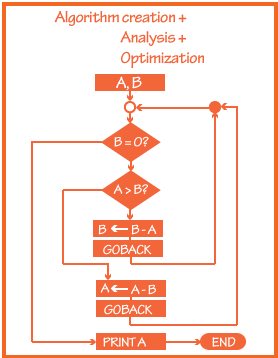 Algorithm creation +
Analysis +
Optimization
A, B
B = 0?
A > B?
B ← B - A
GOBACK
A ← A - B
GOBACK
PRINT A
END